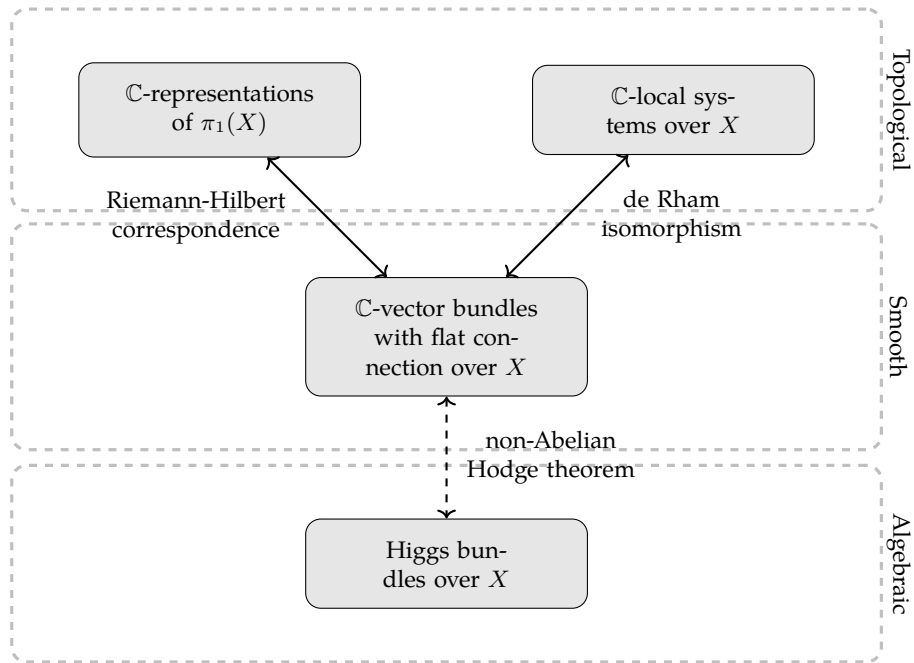 ℂ-representations
of π₁(X)
ℂ-local sys-
tems over X
Topological
Riemann-Hilbert
correspondence
de Rham
isomorphism
ℂ-vector bundles
with flat con-
nection over X
Smooth
non-Abelian
Hodge theorem
Higgs bun-
dles over X
Algebraic